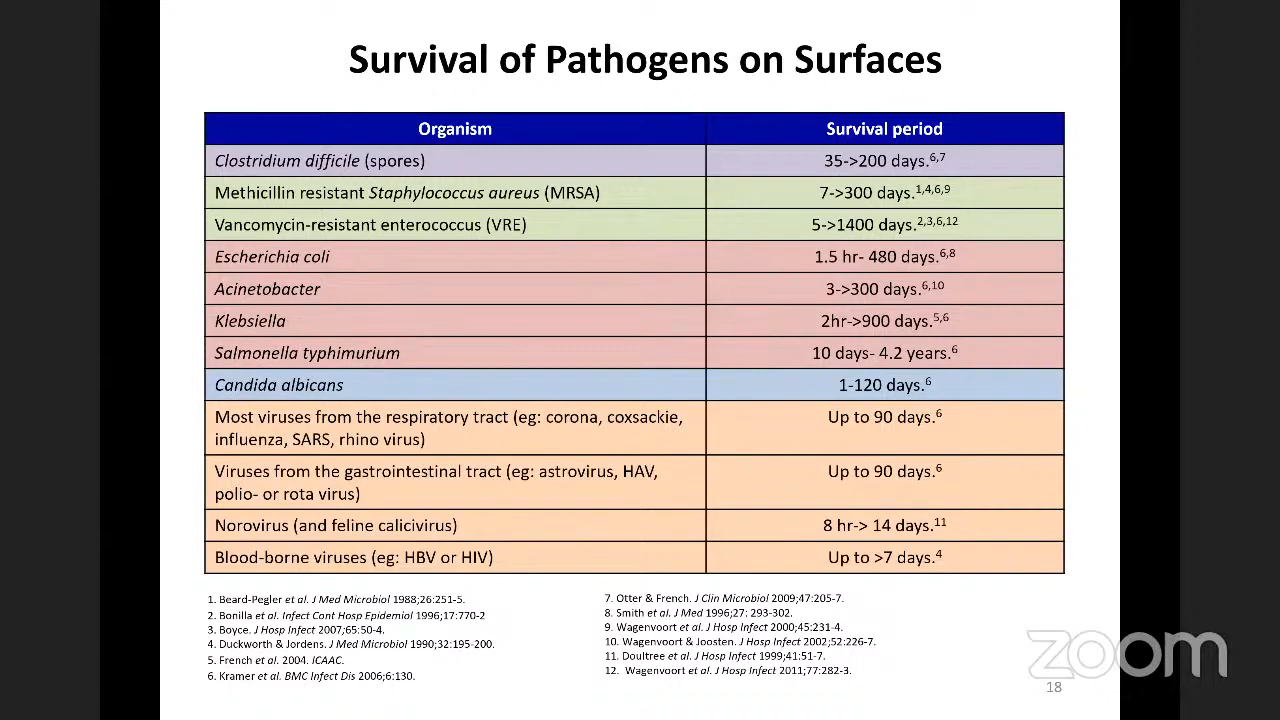 Survival of Pathogens on Surfaces
Organism Survival period
Clostridium difficile (spores) 35->200 days.6,7
Methicillin resistant Staphylococcus aureus (MRSA) 7->300 days.1,4,6,9
Vancomycin-resistant enterococcus (VRE) 5->1400 days.2,3,6,12
Escherichia coli 1.5 hr- 480 days.6,8
Acinetobacter 3->300 days.6,10
Klebsiella 2hr->900 days.5,6
Salmonella typhimurium 10 days- 4.2 years.6
Candida albicans 1-120 days.6
Most viruses from the respiratory tract (eg: corona, coxsackie, Up to 90 days.6
influenza, SARS, rhino virus)
Viruses from the gastrointestinal tract (eg: astrovirus, HAV, Up to 90 days.6
polio- or rota virus)
Norovirus (and feline calicivirus) 8 hr-> 14 days.11
Blood-borne viruses (eg: HBV or HIV) Up to >7 days.4
1. Beard-Pegler et al. J Med Microbiol 1988;26:251-5.
2. Bonilla et al. Infect Cont Hosp Epidemiol 1996;17:770-2
3. Boyce. J Hosp Infect 2007;65:50-4.
4. Duckworth & Jordens. J Med Microbiol 1990;32:195-200.
5. French et al. 2004. ICAAC.
6. Kramer et al. BMC Infect Dis 2006;6:130.
7. Otter & French. J Clin Microbiol 2009;47:205-7.
8. Smith et al. J Med 1996;27: 293-302.
9. Wagenvoort et al. J Hosp Infect 2000;45:231-4.
10. Wagenvoort & Joosten. J Hosp Infect 2002;52:226-7.
11. Doultree et al. J Hosp Infect 1999;41:51-7.
12. Wagenvoort et al. J Hosp Infect 2011;77:282-3.
zoom
18